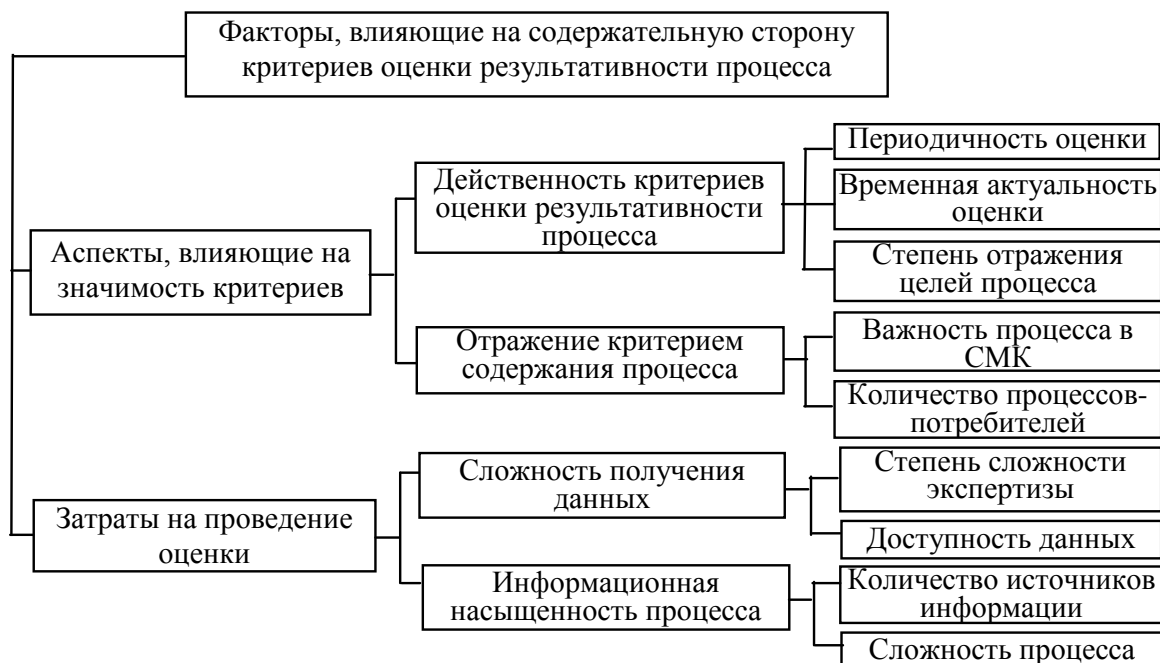 Факторы, влияющие на содержательную сторону
критериев оценки результативности процесса
Аспекты, влияющие на
значимость критериев
Действенность критериев
оценки результативности
процесса
Периодичность оценки
Временная актуальность
оценки
Степень отражения
целей процесса
Отражение критерием
содержания процесса
Важность процесса в
СМК
Количество процессов-
потребителей
Затраты на проведение
оценки
Сложность получения
данных
Степень сложности
экспертизы
Доступность данных
Информационная
насыщенность процесса
Количество источников
информации
Сложность процесса